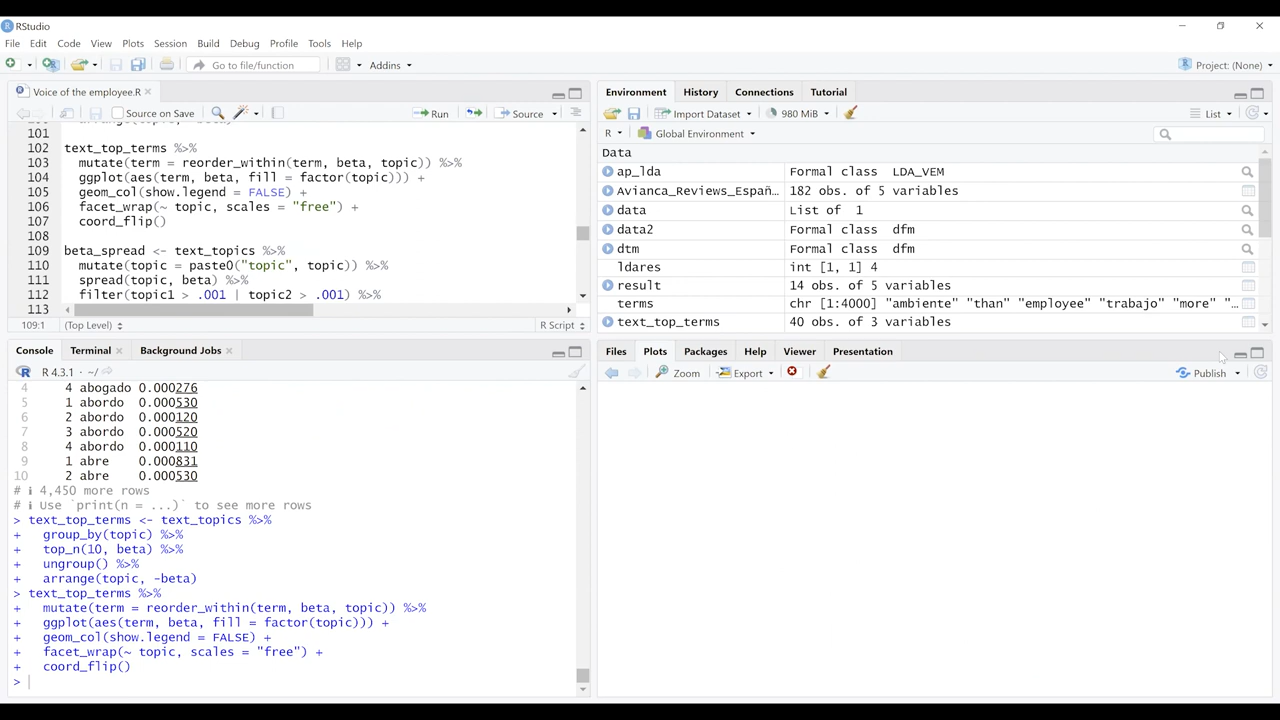 RStudio
File Edit Code View Plots Session Build Debug Profile Tools Help
Go to file/function Addins Project: (None)
Voice of the employee.R
Source on Save Run Source
101
102 text_top_terms %>%
103 mutate(term = reorder_within(term, beta, topic)) %>%
104 ggplot(aes(term, beta, fill = factor(topic))) +
105 geom_col(show.legend = FALSE) +
106 facet_wrap(~ topic, scales = "free") +
107 coord_flip()
108
109 beta_spread <- text_topics %>%
110 mutate(topic = paste0("topic", topic)) %>%
111 spread(topic, beta) %>%
112 filter(topic1 > .001 | topic2 > .001) %>%
113
109:1 (Top Level) R Script
Console Terminal Background Jobs
R 4.3.1 · ~/
4 4 abogado 0.000276
5 1 abordo 0.000530
6 2 abordo 0.000120
7 3 abordo 0.000520
8 4 abordo 0.000110
9 1 abre 0.000831
10 2 abre 0.000530
# ℹ 4,450 more rows
# ℹ Use `print(n = ...)` to see more rows
> text_top_terms <- text_topics %>%
+ group_by(topic) %>%
+ top_n(10, beta) %>%
+ ungroup() %>%
+ arrange(topic, -beta)
> text_top_terms %>%
+ mutate(term = reorder_within(term, beta, topic)) %>%
+ ggplot(aes(term, beta, fill = factor(topic))) +
+ geom_col(show.legend = FALSE) +
+ facet_wrap(~ topic, scales = "free") +
+ coord_flip()
>
Environment History Connections Tutorial
Import Dataset 980 MiB List
R Global Environment
Data
ap_lda Formal class LDA_VEM
Avianca_Reviews_Españ… 182 obs. of 5 variables
data List of 1
data2 Formal class dfm
dtm Formal class dfm
ldares int [1, 1] 4
result 14 obs. of 5 variables
terms chr [1:4000] "ambiente" "than" "employee" "trabajo" "more" "…
text_top_terms 40 obs. of 3 variables
Files Plots Packages Help Viewer Presentation
Zoom Export Publish